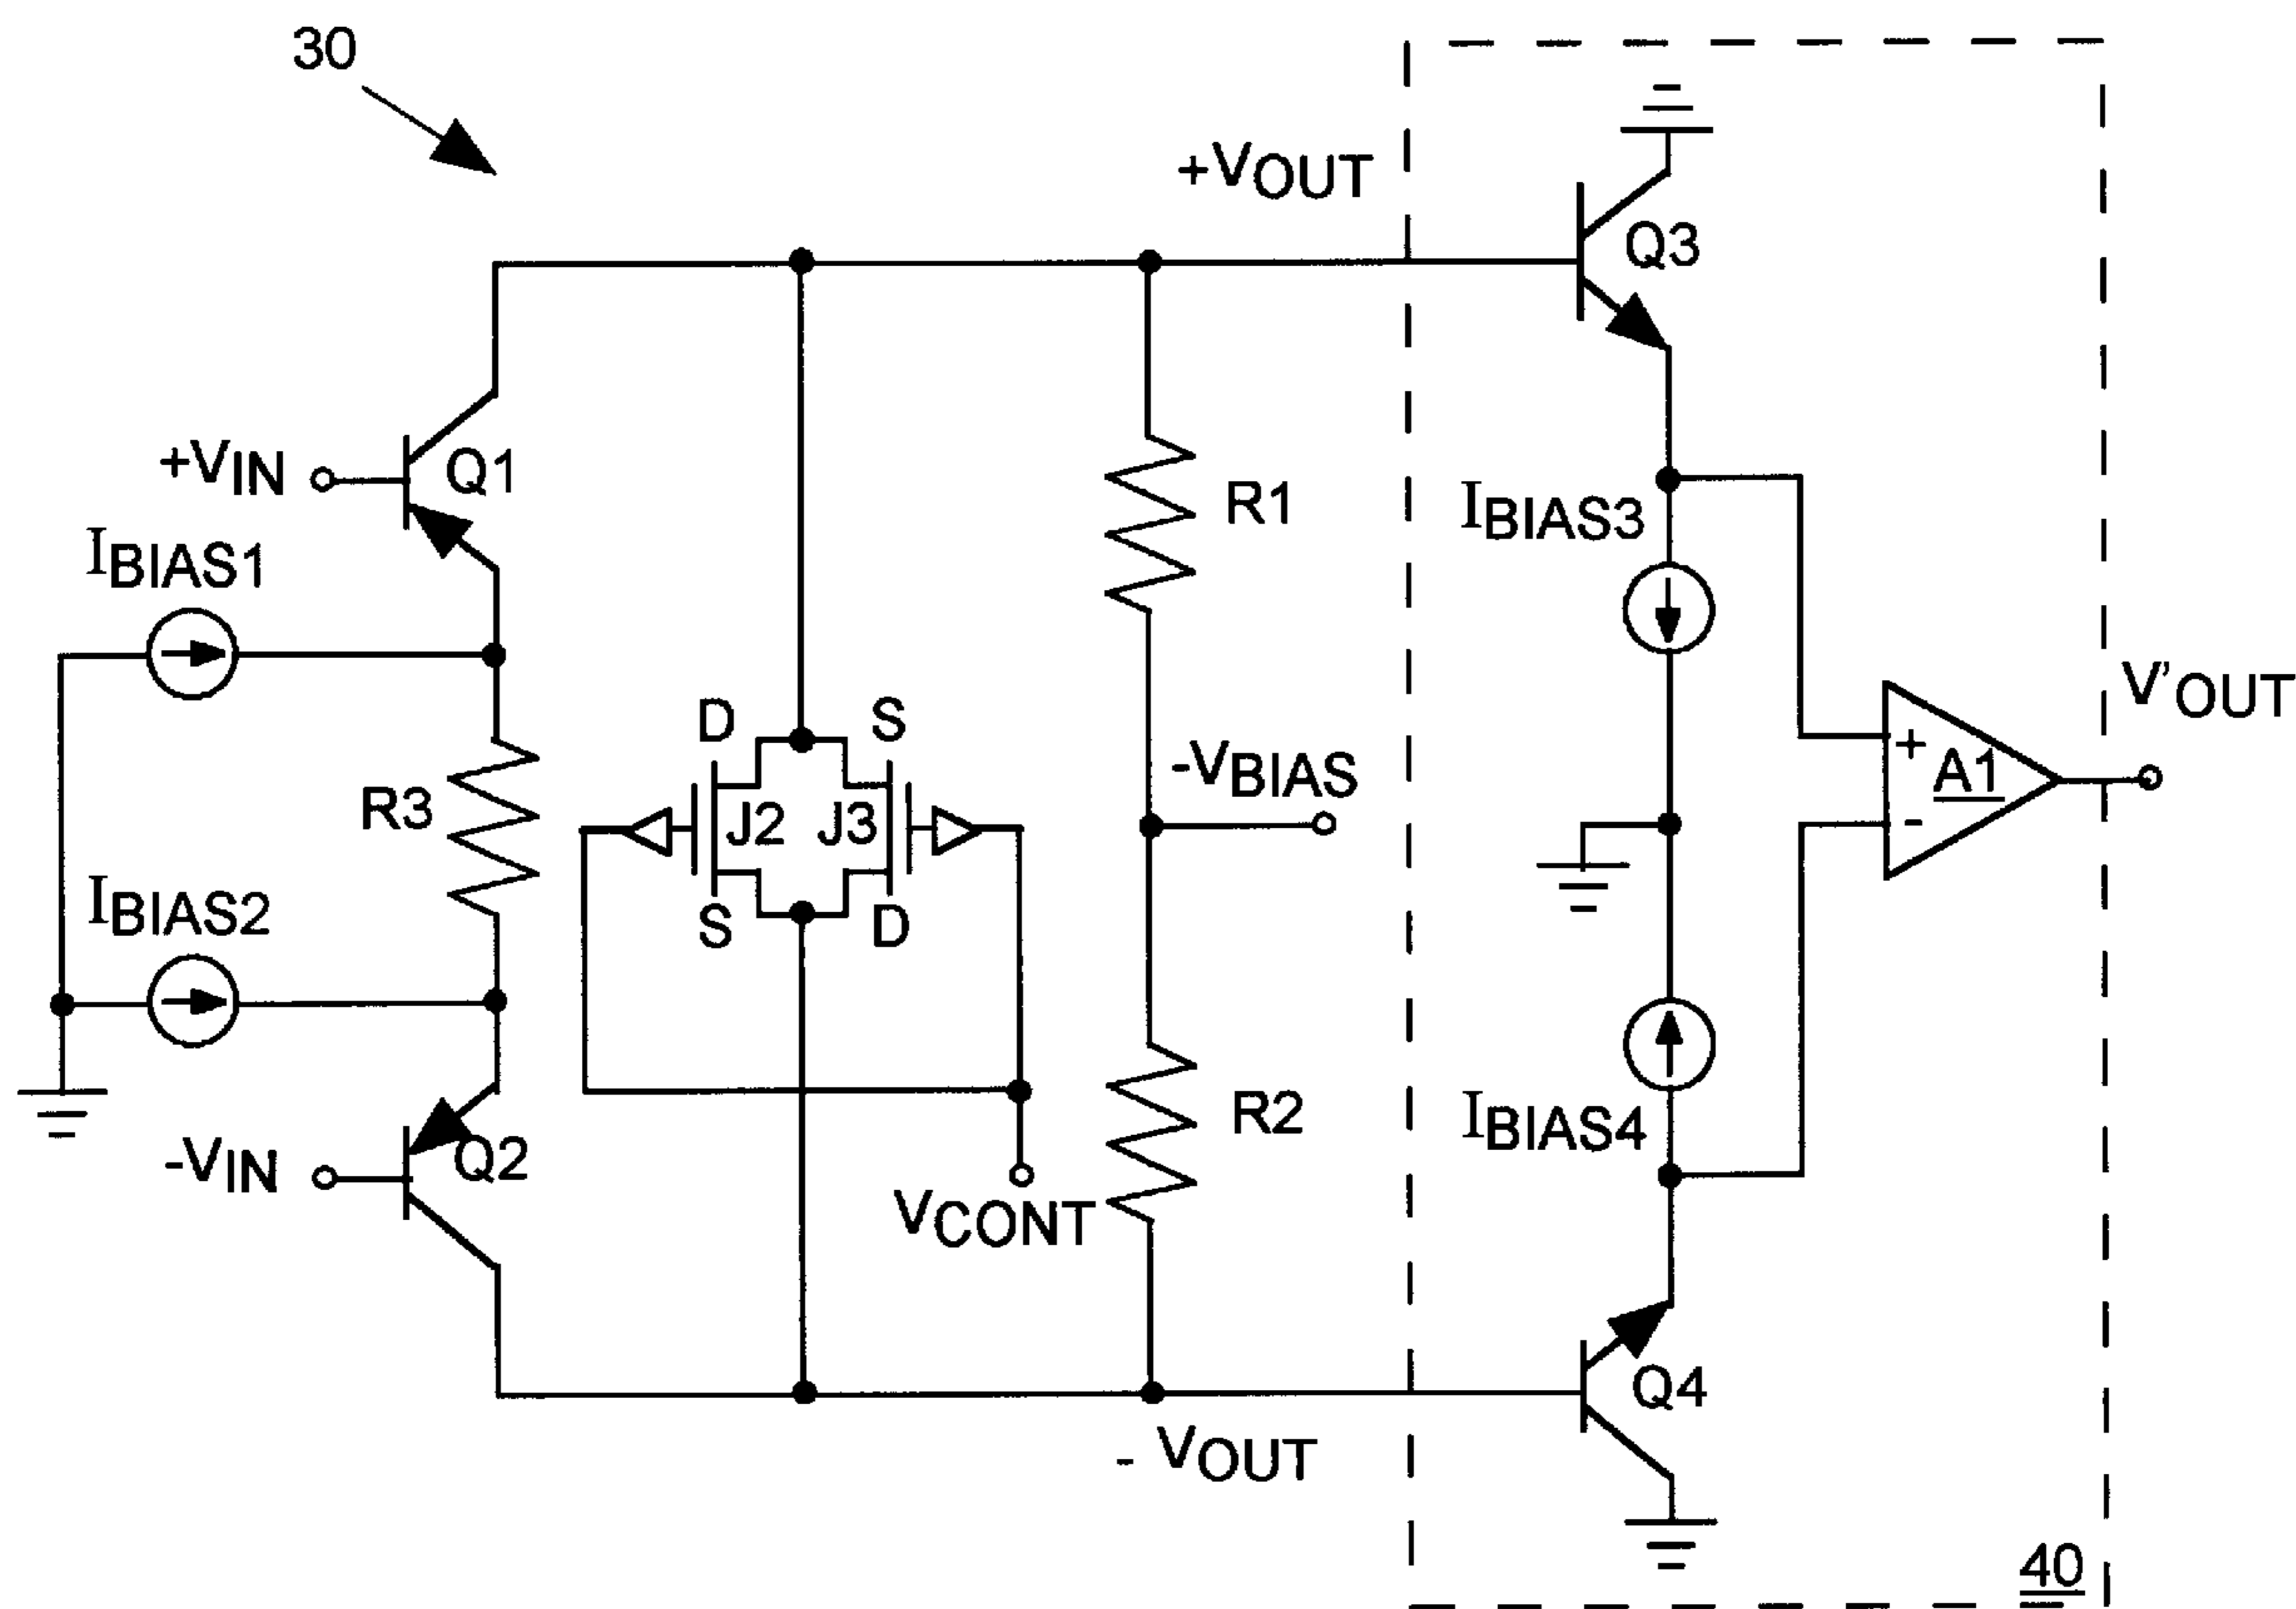 30
+VOUT
Q3
+VIN
Q1
IBIAS1
R1
IBIAS3
V'OUT
D
S
R3
J2
J3
-VBIAS
+
A1
-
IBIAS2
S
D
-VIN
Q2
VCONT
R2
IBIAS4
Q4
- VOUT
40